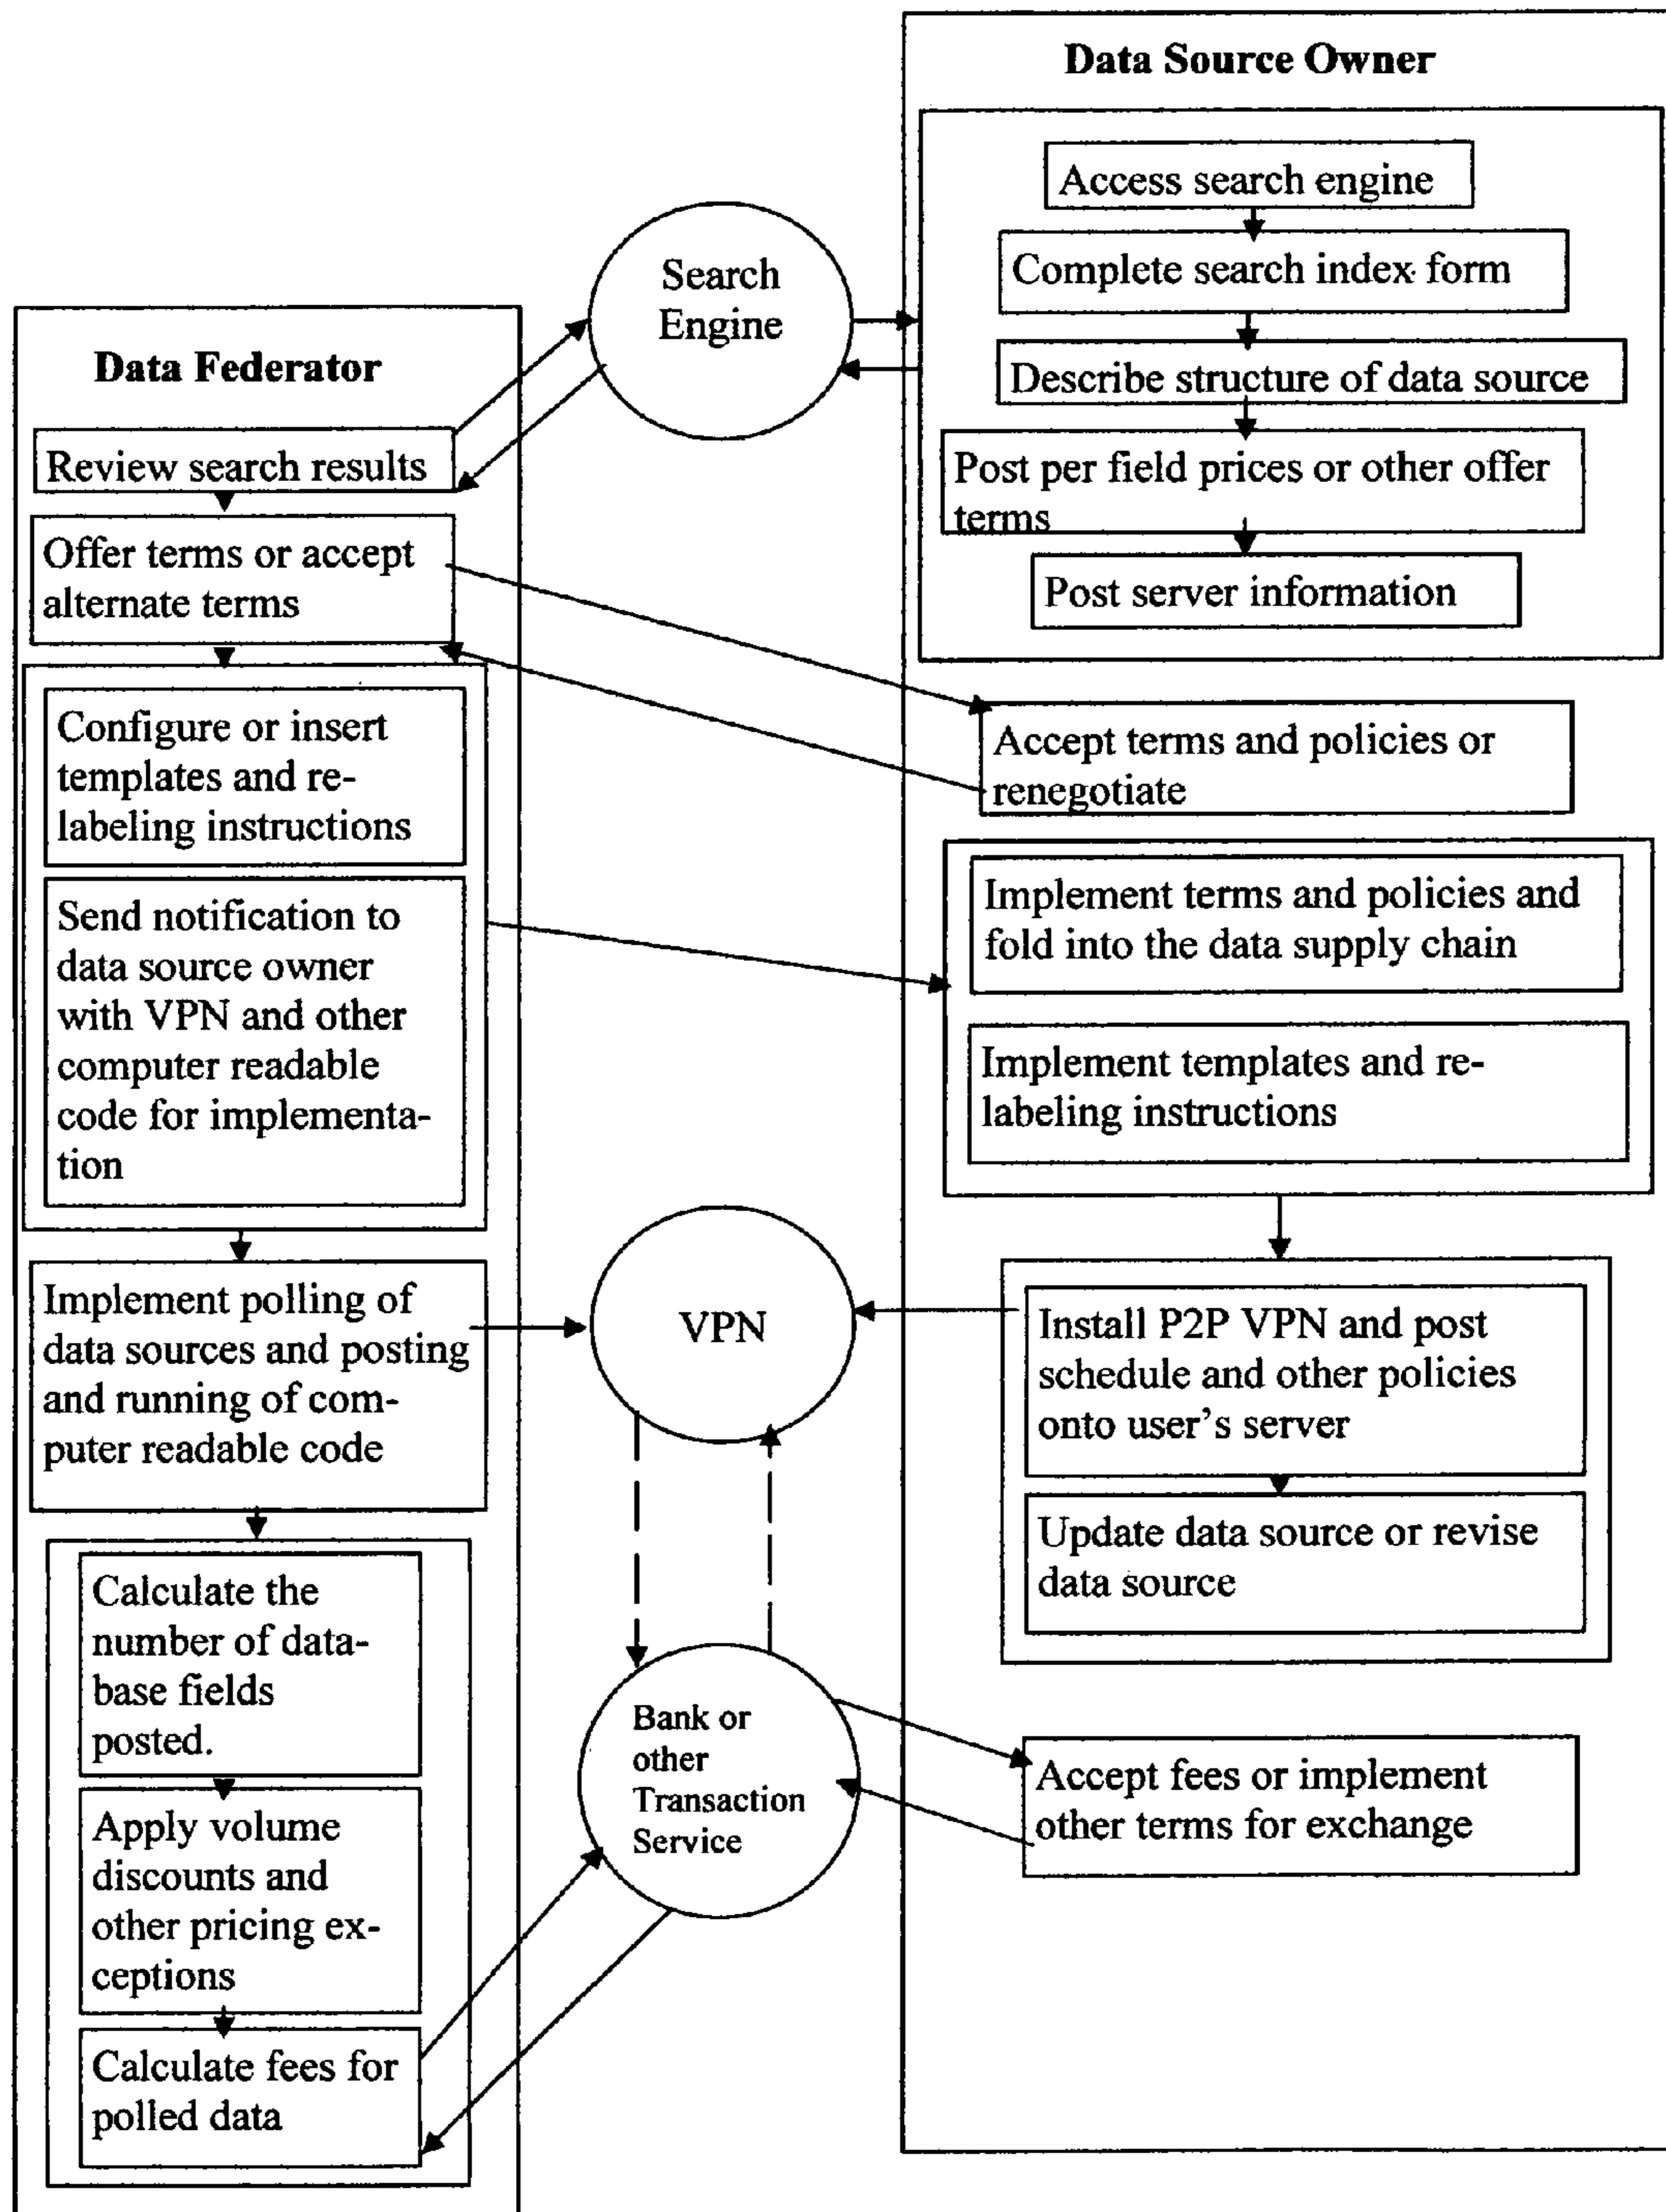 Data Source Owner
Access search engine
Complete search index form
Describe structure of data source
Post per field prices or other offer
terms
Post server information
Search
Engine
Data Federator
Review search results
Offer terms or accept
alternate terms
Configure or insert
templates and re-
labeling instructions
Send notification to
data source owner
with VPN and other
computer readable
code for implementa-
tion
Accept terms and policies or
renegotiate
Implement terms and policies and
fold into the data supply chain
Implement templates and re-
labeling instructions
Implement polling of
data sources and posting
and running of com-
puter readable code
VPN
Install P2P VPN and post
schedule and other policies
onto user's server
Update data source or revise
data source
Calculate the
number of data-
base fields
posted.
Apply volume
discounts and
other pricing ex-
ceptions
Calculate fees for
polled data
Bank or
other
Transaction
Service
Accept fees or implement
other terms for exchange